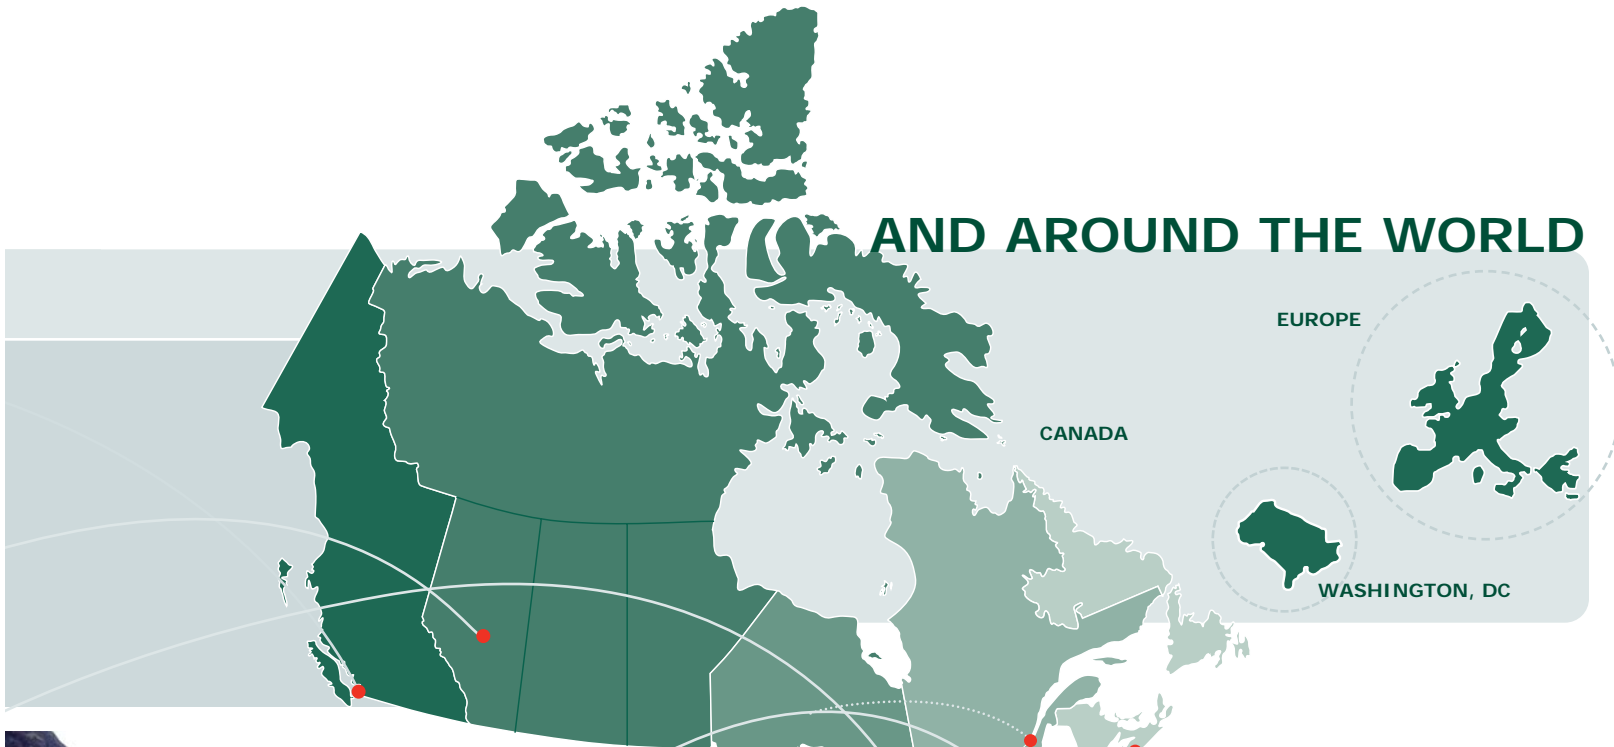 AND AROUND THE WORLD
EUROPE
CANADA
WASHINGTON, DC